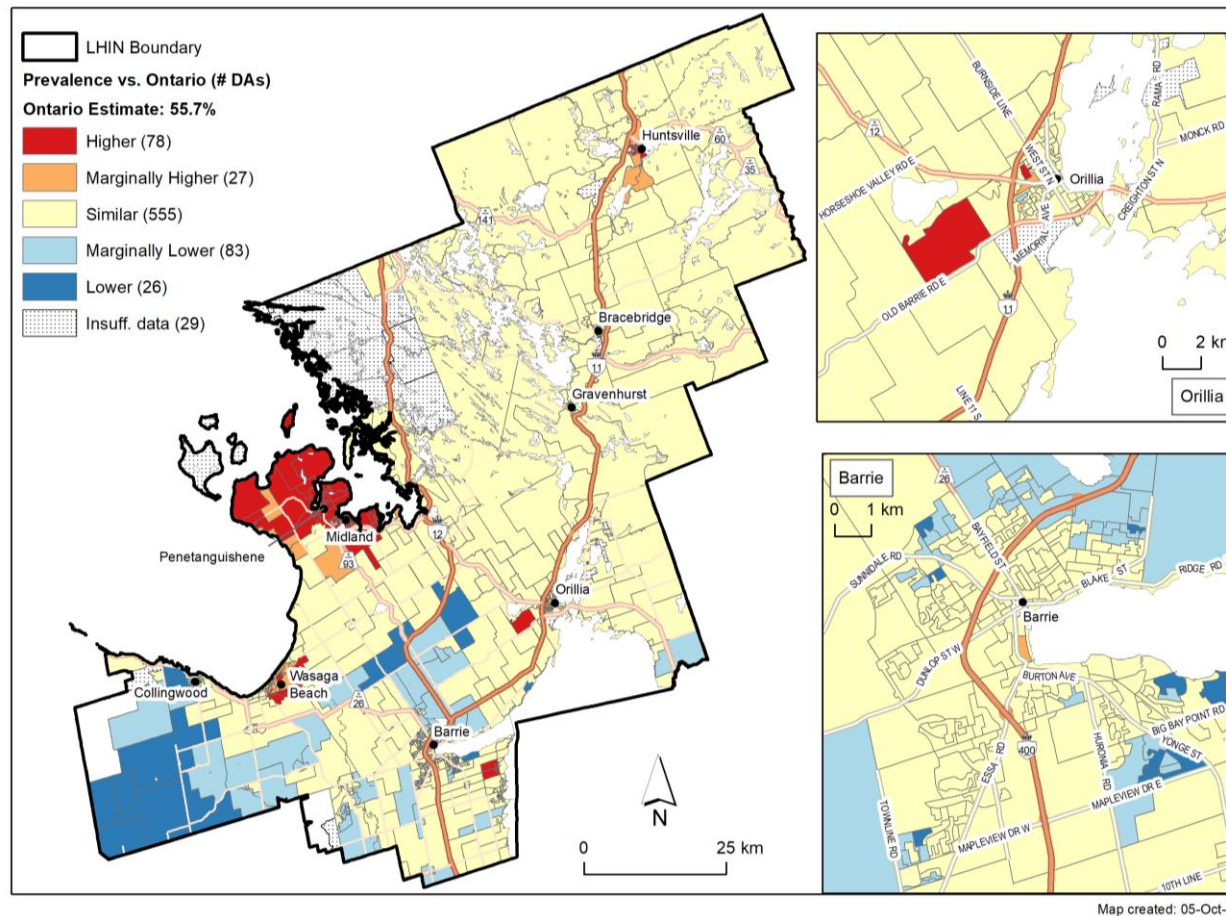 LHIN Boundary
Prevalence vs. Ontario (# DAs)
Ontario Estimate: 55.7%
Higher (78)
Marginally Higher (27)
Similar (555)
Marginally Lower (83)
Lower (26)
Insuff. data (29)
Huntsville
60
35
141
Bracebridge
11
Gravenhurst
12
Penetanguishene
Midland
93
Orillia
Wasaga
Beach
Collingwood
26
Barrie
N
0 25 km
BURNSIDE LINE
RAMA RD
12
MONCK RD
WEST ST N
Orillia
HORSESHOE VALLEY RD E
CREIGHTON ST N
MEMORIAL AVE
OLD BARRIE RD E
11
LINE 11 S
0 2 km
Orillia
Barrie
0 1 km
26
BAYFIELD ST
SUNNIDALE RD
BLAKE ST
RIDGE RD
Barrie
DUNLOP ST W
BURTON AVE
BIG BAY POINT RD
YONGE ST
ESSA RD
400
HURONIA RD
MAPLEVIEW DR E
TOWNLINE RD
MAPLEVIEW DR W
10TH LINE
Map created: 05-Oct-